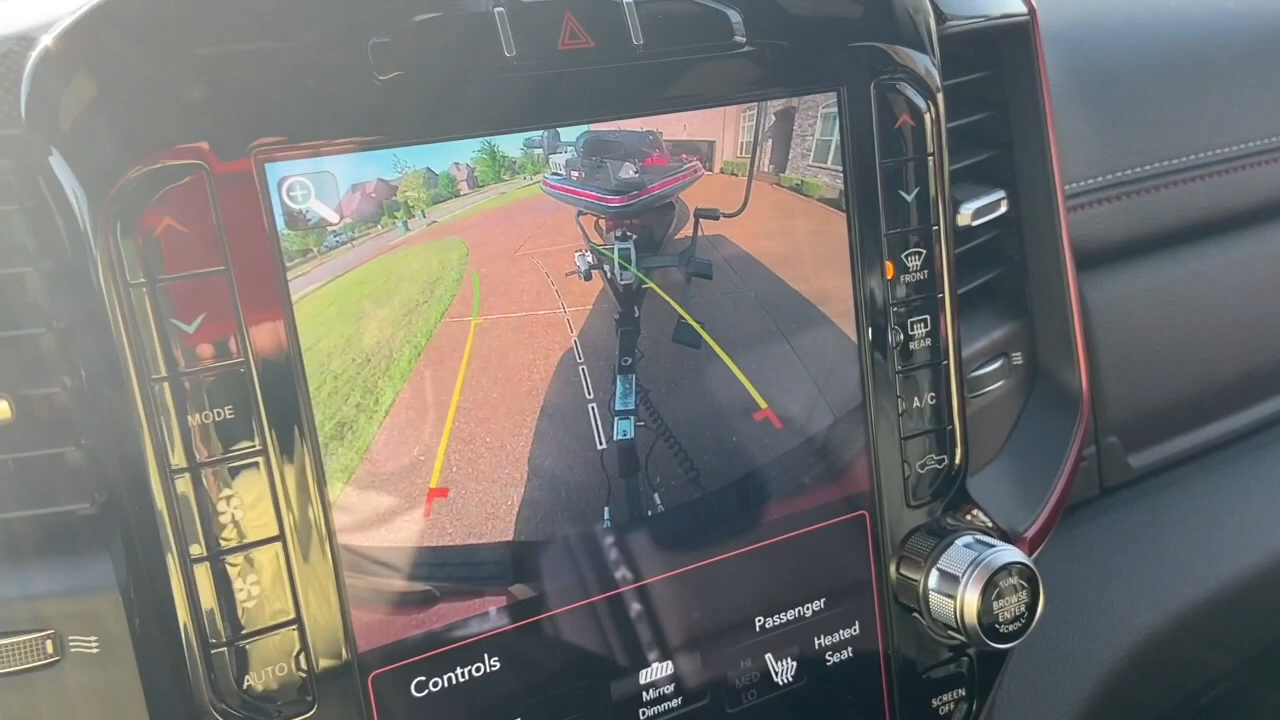 MODE
AUTO
FRONT
REAR
A/C
TUNE
BROWSE
ENTER
SCROLL
SCREEN
OFF
Controls
Mirror
Dimmer
Passenger
HI
MED
LO
Heated
Seat